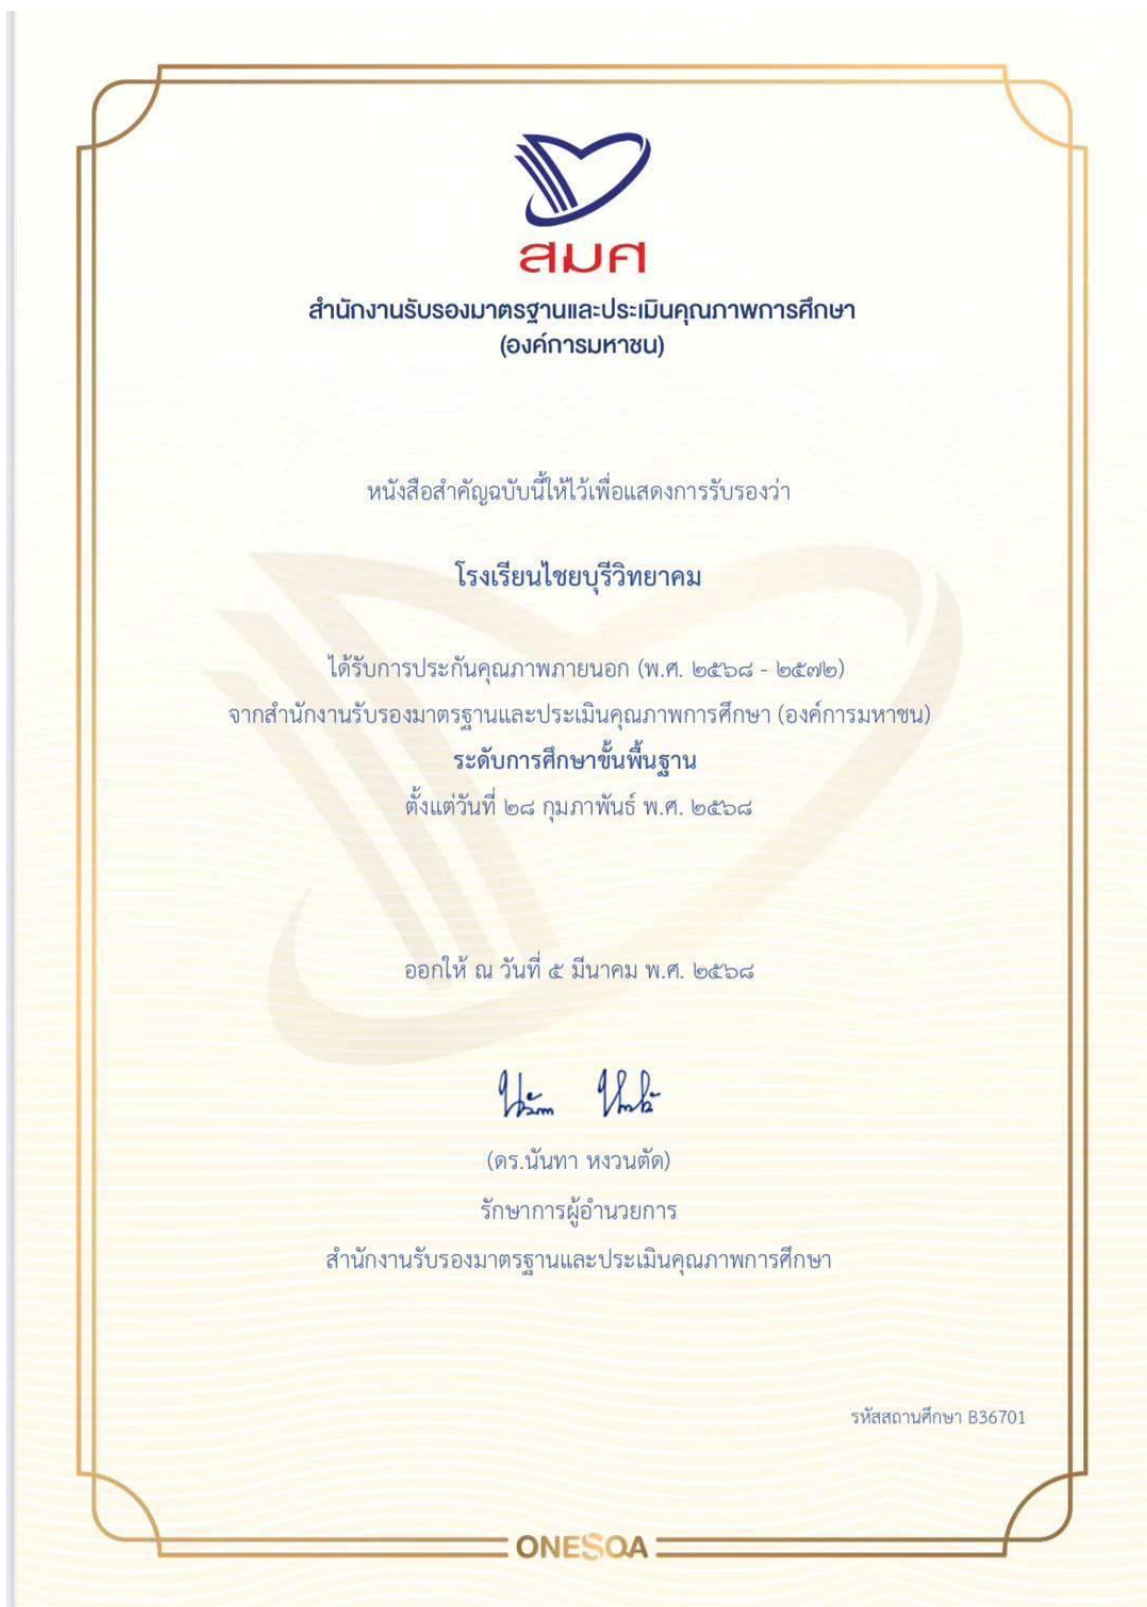 สมศ
สำนักงานรับรองมาตรฐานและประเมินคุณภาพการศึกษา
(องค์การมหาชน)
หนังสือสำคัญฉบับนี้ให้ไว้เพื่อแสดงการรับรองว่า
โรงเรียนไชยบุรีวิทยาคม
ได้รับการประกันคุณภาพภายนอก (พ.ศ. ๒๕๖๘ - ๒๕๗๒)
จากสำนักงานรับรองมาตรฐานและประเมินคุณภาพการศึกษา (องค์การมหาชน)
ระดับการศึกษาขั้นพื้นฐาน
ตั้งแต่วันที่ ๒๘ กุมภาพันธ์ พ.ศ. ๒๕๖๘
ออกให้ ณ วันที่ ๕ มีนาคม พ.ศ. ๒๕๖๘
(ดร.นันทา หงวนตัด)
รักษาการผู้อำนวยการ
สำนักงานรับรองมาตรฐานและประเมินคุณภาพการศึกษา
รหัสสถานศึกษา B36701
ONESQA